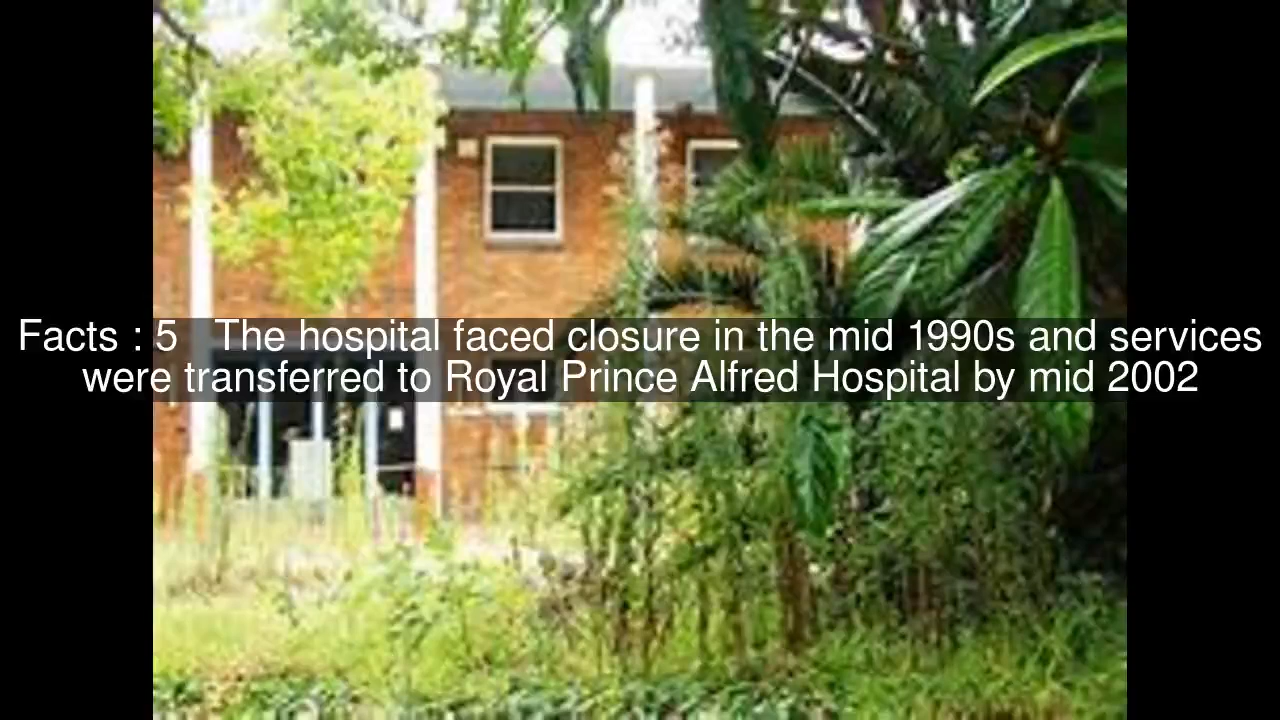 Facts : 5 The hospital faced closure in the mid 1990s and services
were transferred to Royal Prince Alfred Hospital by mid 2002